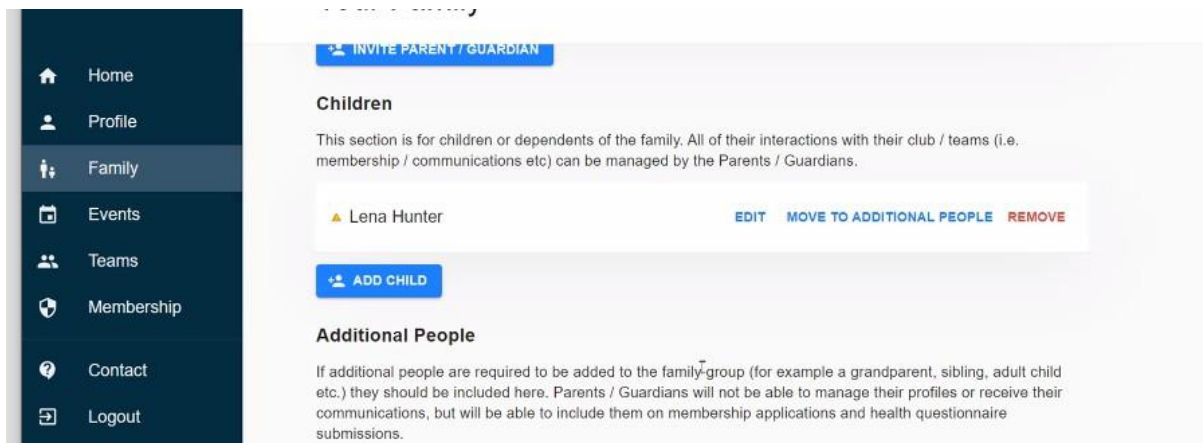 Home
Profile
Family
Events
Teams
Membership
Contact
Logout
INVITE PARENT / GUARDIAN
Children
This section is for children or dependents of the family. All of their interactions with their club / teams (i.e.
membership / communications etc) can be managed by the Parents / Guardians.
Lena Hunter EDIT MOVE TO ADDITIONAL PEOPLE REMOVE
ADD CHILD
Additional People
If additional people are required to be added to the family group (for example a grandparent, sibling, adult child
etc.) they should be included here. Parents / Guardians will not be able to manage their profiles or receive their
communications, but will be able to include them on membership applications and health questionnaire
submissions.